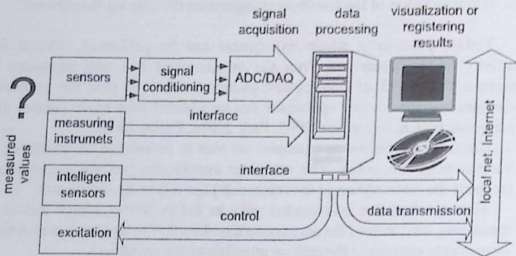 signal
acquisition
data
processing
visualization or
registering
results
?
measured
values
sensors
signal
conditioning
ADC/DAQ
measuring
instrumets
interface
intelligent
sensors
interface
excitation
control
data transmission
local net, Internet